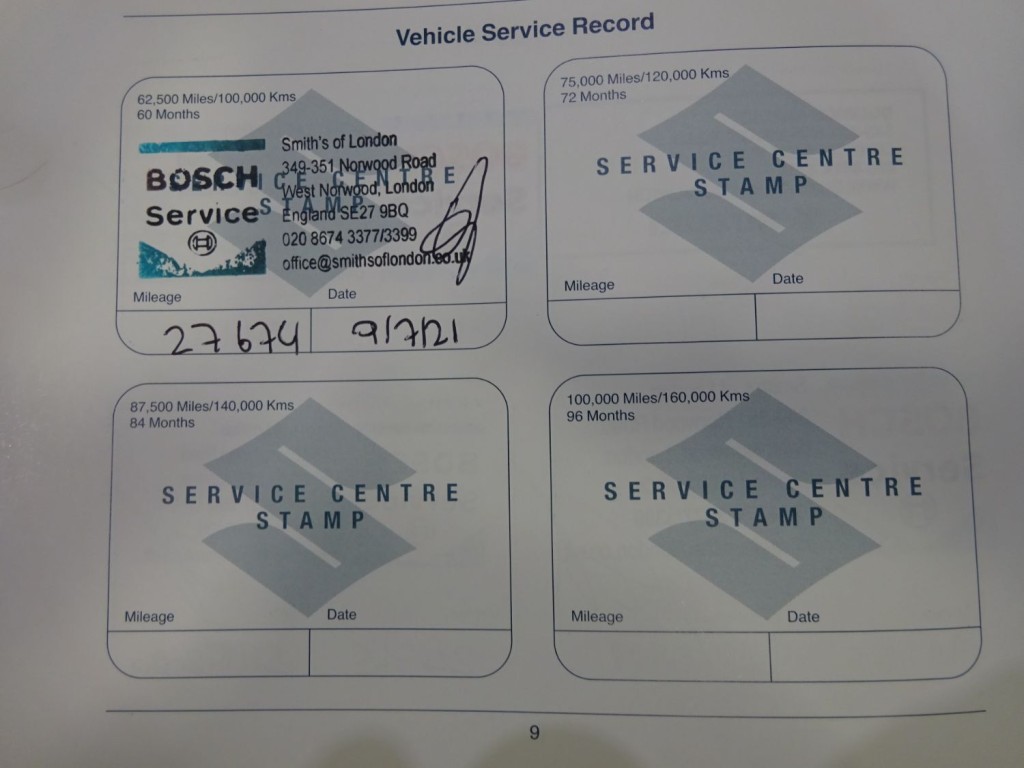 Vehicle Service Record
62,500 Miles/100,000 Kms
60 Months
BOSCH
Service
Smith's of London
349-351 Norwood Road
West Norwood, London
England SE27 9BQ
020 8674 3377/3399
office@smithsoflondon.co.uk
SERVICE CENTRE
STAMP
Mileage
Date
27674
9/7/21
75,000 Miles/120,000 Kms
72 Months
SERVICE CENTRE
STAMP
Mileage
Date
87,500 Miles/140,000 Kms
84 Months
SERVICE CENTRE
STAMP
Mileage
Date
100,000 Miles/160,000 Kms
96 Months
SERVICE CENTRE
STAMP
Mileage
Date
9